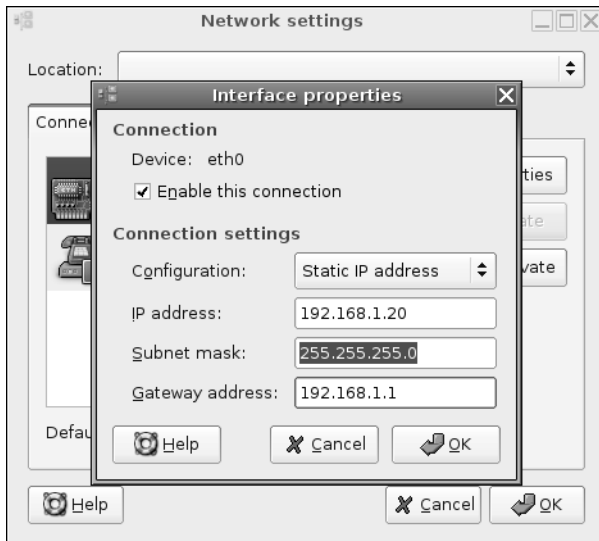 Network settings
Location:
Interface properties
Connection
Device: eth0
Enable this connection
Connection settings
Configuration: Static IP address
IP address: 192.168.1.20
Subnet mask: 255.255.255.0
Gateway address: 192.168.1.1
Help Cancel OK
Conne
ties
ate
vate
Defau
Help Cancel OK